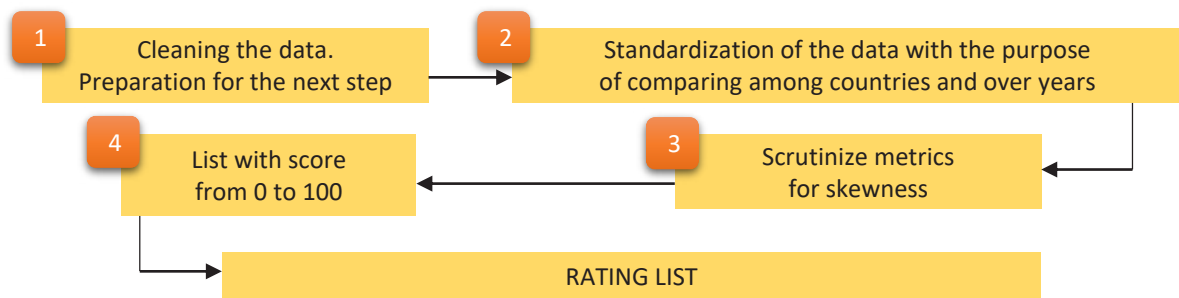 1
Cleaning the data.
Preparation for the next step
2
Standardization of the data with the purpose
of comparing among countries and over years
3
Scrutinize metrics
for skewness
4
List with score
from 0 to 100
RATING LIST